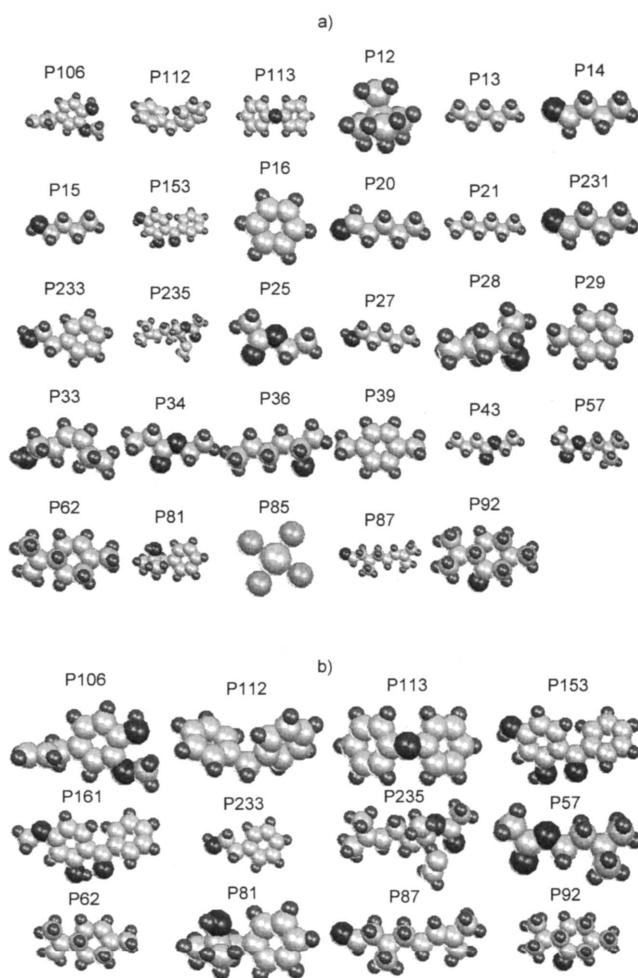 a)
P106 P112 P113 P12 P13 P14
P15 P153 P16 P20 P21 P231
P233 P235 P25 P27 P28 P29
P33 P34 P36 P39 P43 P57
P62 P81 P85 P87 P92
b)
P106 P112 P113 P153
P161 P233 P235 P57
P62 P81 P87 P92